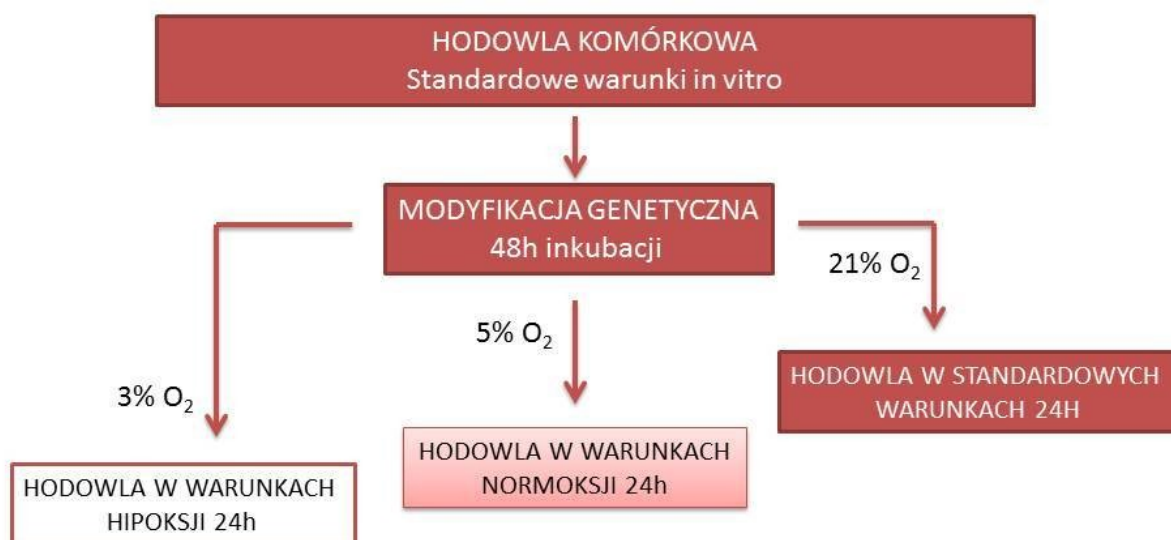 HODOWLA KOMÓRKOWA
Standardowe warunki in vitro
MODYFIKACJA GENETYCZNA
48h inkubacji
21% O₂
5% O₂
3% O₂
HODOWLA W STANDARDOWYCH
WARUNKACH 24H
HODOWLA W WARUNKACH
NORMOKSJI 24h
HODOWLA W WARUNKACH
HIPOKSJI 24h